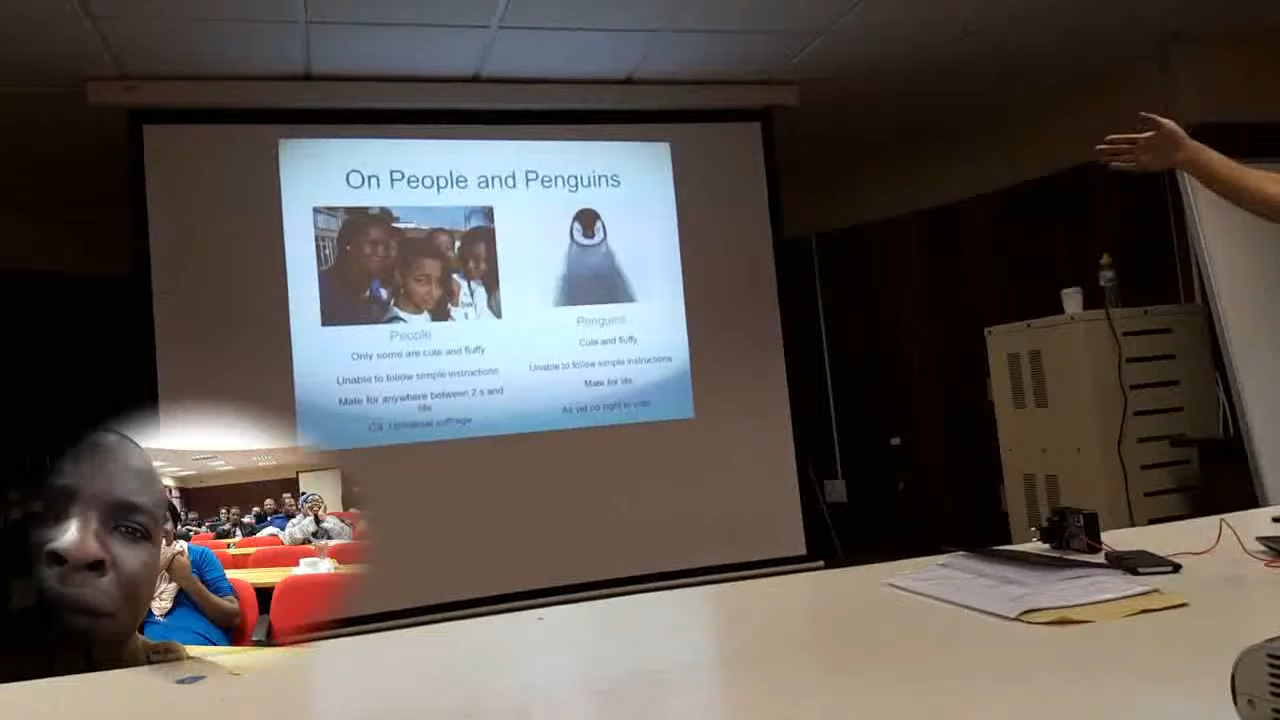 On People and Penguins
People
Only some are cute and fluffy
Unable to follow simple instructions
Mate for anywhere between 2 s and
life
Ca. Universal suffrage
Penguins...
Cute and fluffy
Unable to follow simple instructions
Mate for life
As yet no right to vote